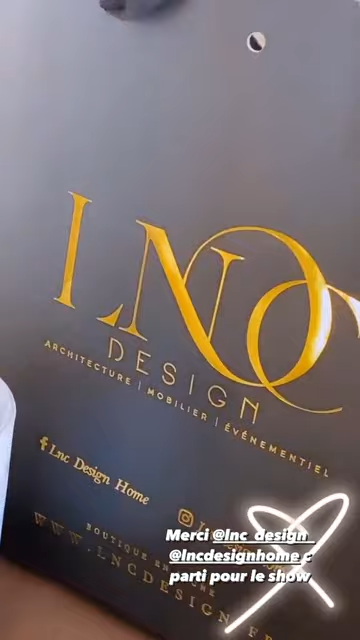 LNC
DESIGN
ARCHITECTURE | MOBILIER | ÉVÉNEMENTIEL
Lnc Design Home
BOUTIQUE EN
WWW.LNCDESIGN
Merci @lnc_design_
@lncdesignhome c
parti pour le show